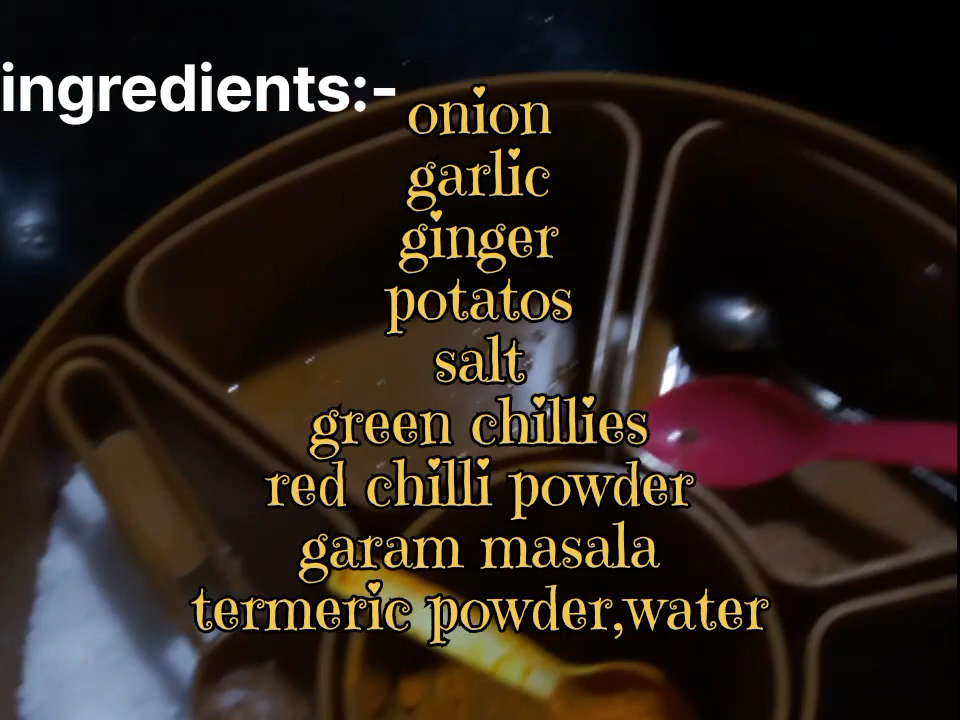 ingredients:-
onion
garlic
ginger
potatos
salt
green chillies
red chilli powder
garam masala
termeric powder,water